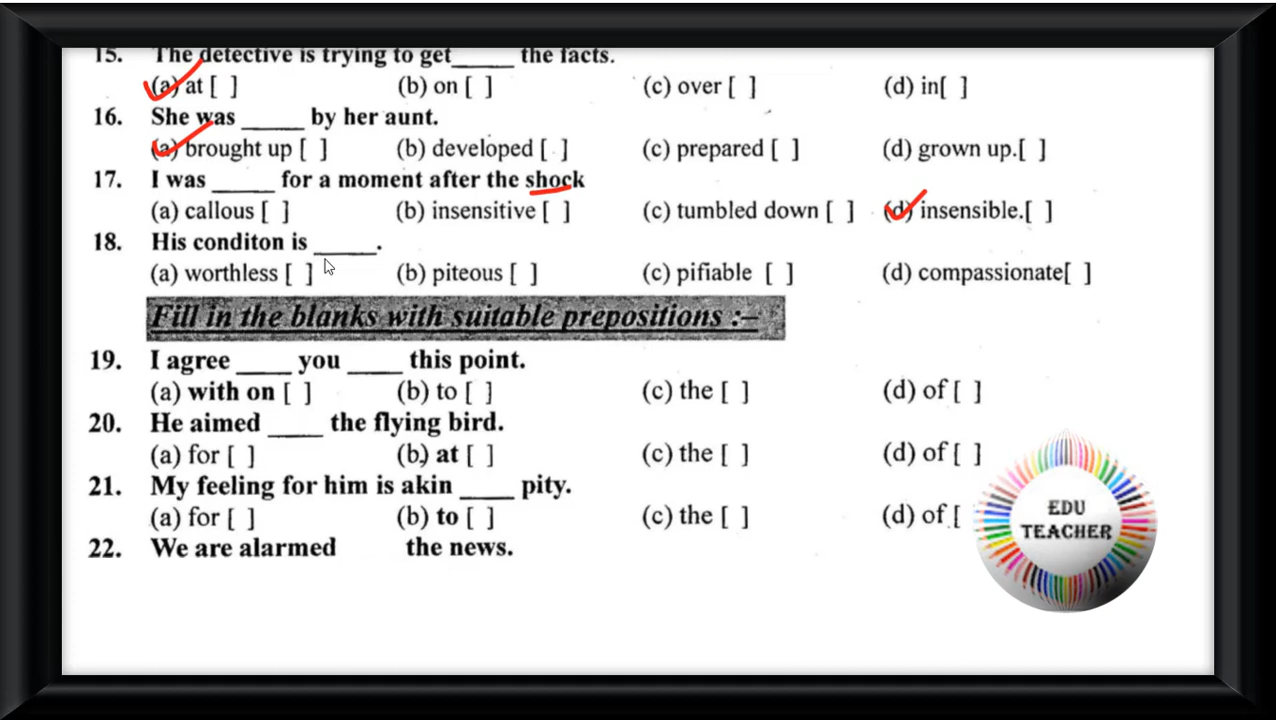 15. The detective is trying to get_____ the facts.
(a) at [ ] (b) on [ ] (c) over [ ] (d) in[ ]
16. She was _____ by her aunt.
(a) brought up [ ] (b) developed [ ] (c) prepared [ ] (d) grown up.[ ]
17. I was _____ for a moment after the shock
(a) callous [ ] (b) insensitive [ ] (c) tumbled down [ ] (d) insensible.[ ]
18. His conditon is _____.
(a) worthless [ ] (b) piteous [ ] (c) pifiable [ ] (d) compassionate[ ]
Fill in the blanks with suitable prepositions :–
19. I agree ____ you ____ this point.
(a) with on [ ] (b) to [ ] (c) the [ ] (d) of [ ]
20. He aimed ____ the flying bird.
(a) for [ ] (b) at [ ] (c) the [ ] (d) of [ ]
21. My feeling for him is akin ____ pity.
(a) for [ ] (b) to [ ] (c) the [ ] (d) of [
22. We are alarmed the news.
EDU
TEACHER